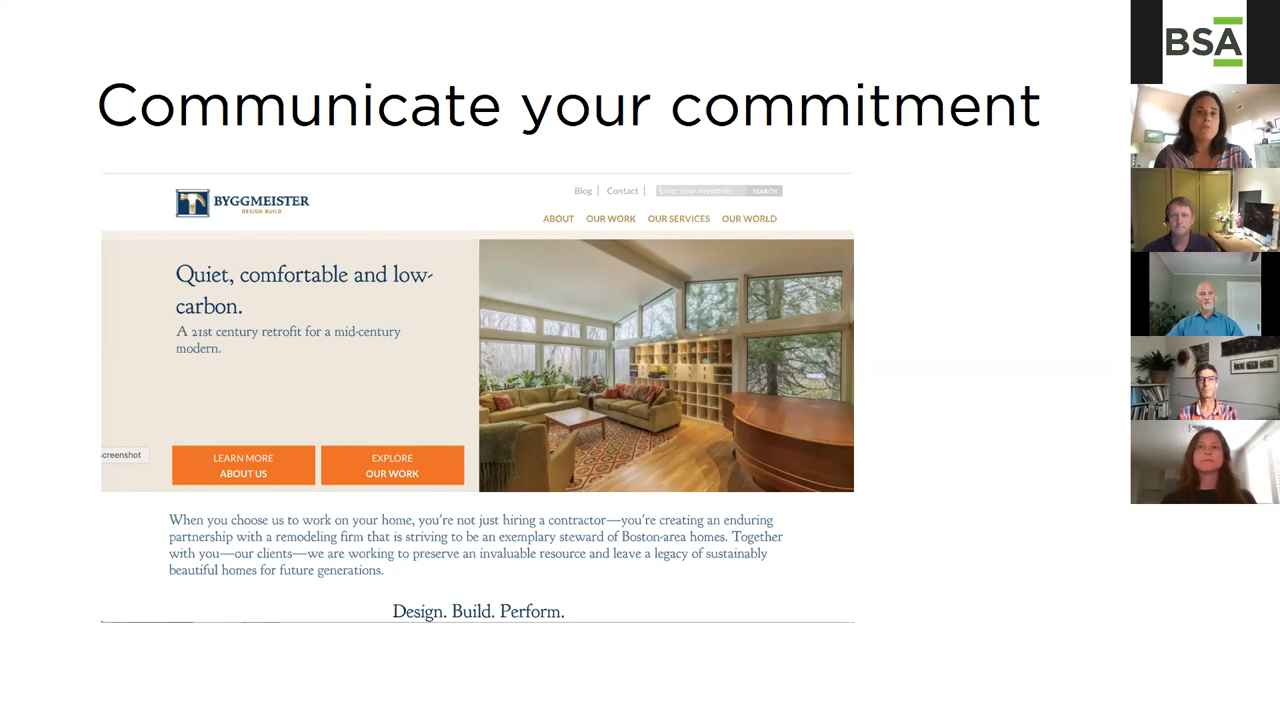 BSA
Communicate your commitment
BYGGMEISTER
DESIGN BUILD
Blog | Contact |
Enter your keywords
SEARCH
ABOUT OUR WORK OUR SERVICES OUR WORLD
Quiet, comfortable and low-
carbon.
A 21st century retrofit for a mid-century
modern.
Screenshot
LEARN MORE
ABOUT US
EXPLORE
OUR WORK
When you choose us to work on your home, you're not just hiring a contractor—you're creating an enduring
partnership with a remodeling firm that is striving to be an exemplary steward of Boston-area homes. Together
with you—our clients—we are working to preserve an invaluable resource and leave a legacy of sustainably
beautiful homes for future generations.
Design. Build. Perform.